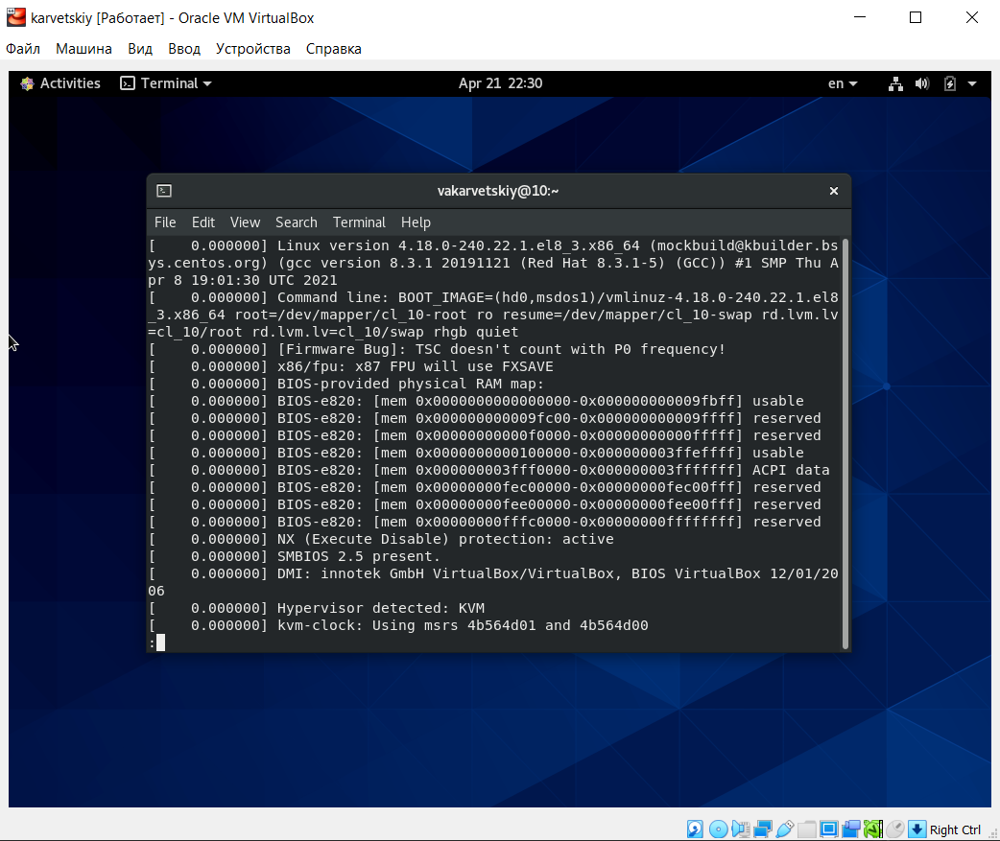 karvetskiy [Работает] - Oracle VM VirtualBox
Файл Машина Вид Ввод Устройства Справка
Activities Terminal Apr 21 22:30 en
vakarvetskiy@10:~
File Edit View Search Terminal Help
[    0.000000] Linux version 4.18.0-240.22.1.el8_3.x86_64 (mockbuild@kbuilder.bs
ys.centos.org) (gcc version 8.3.1 20191121 (Red Hat 8.3.1-5) (GCC)) #1 SMP Thu A
pr 8 19:01:30 UTC 2021
[    0.000000] Command line: BOOT_IMAGE=(hd0,msdos1)/vmlinuz-4.18.0-240.22.1.el8
_3.x86_64 root=/dev/mapper/cl_10-root ro resume=/dev/mapper/cl_10-swap rd.lvm.lv
=cl_10/root rd.lvm.lv=cl_10/swap rhgb quiet
[    0.000000] [Firmware Bug]: TSC doesn't count with P0 frequency!
[    0.000000] x86/fpu: x87 FPU will use FXSAVE
[    0.000000] BIOS-provided physical RAM map:
[    0.000000] BIOS-e820: [mem 0x0000000000000000-0x000000000009fbff] usable
[    0.000000] BIOS-e820: [mem 0x000000000009fc00-0x000000000009ffff] reserved
[    0.000000] BIOS-e820: [mem 0x00000000000f0000-0x00000000000fffff] reserved
[    0.000000] BIOS-e820: [mem 0x0000000000100000-0x000000003ffeffff] usable
[    0.000000] BIOS-e820: [mem 0x000000003fff0000-0x000000003fffffff] ACPI data
[    0.000000] BIOS-e820: [mem 0x00000000fec00000-0x00000000fec00fff] reserved
[    0.000000] BIOS-e820: [mem 0x00000000fee00000-0x00000000fee00fff] reserved
[    0.000000] BIOS-e820: [mem 0x00000000fffc0000-0x00000000ffffffff] reserved
[    0.000000] NX (Execute Disable) protection: active
[    0.000000] SMBIOS 2.5 present.
[    0.000000] DMI: innotek GmbH VirtualBox/VirtualBox, BIOS VirtualBox 12/01/20
06
[    0.000000] Hypervisor detected: KVM
[    0.000000] kvm-clock: Using msrs 4b564d01 and 4b564d00
:
Right Ctrl